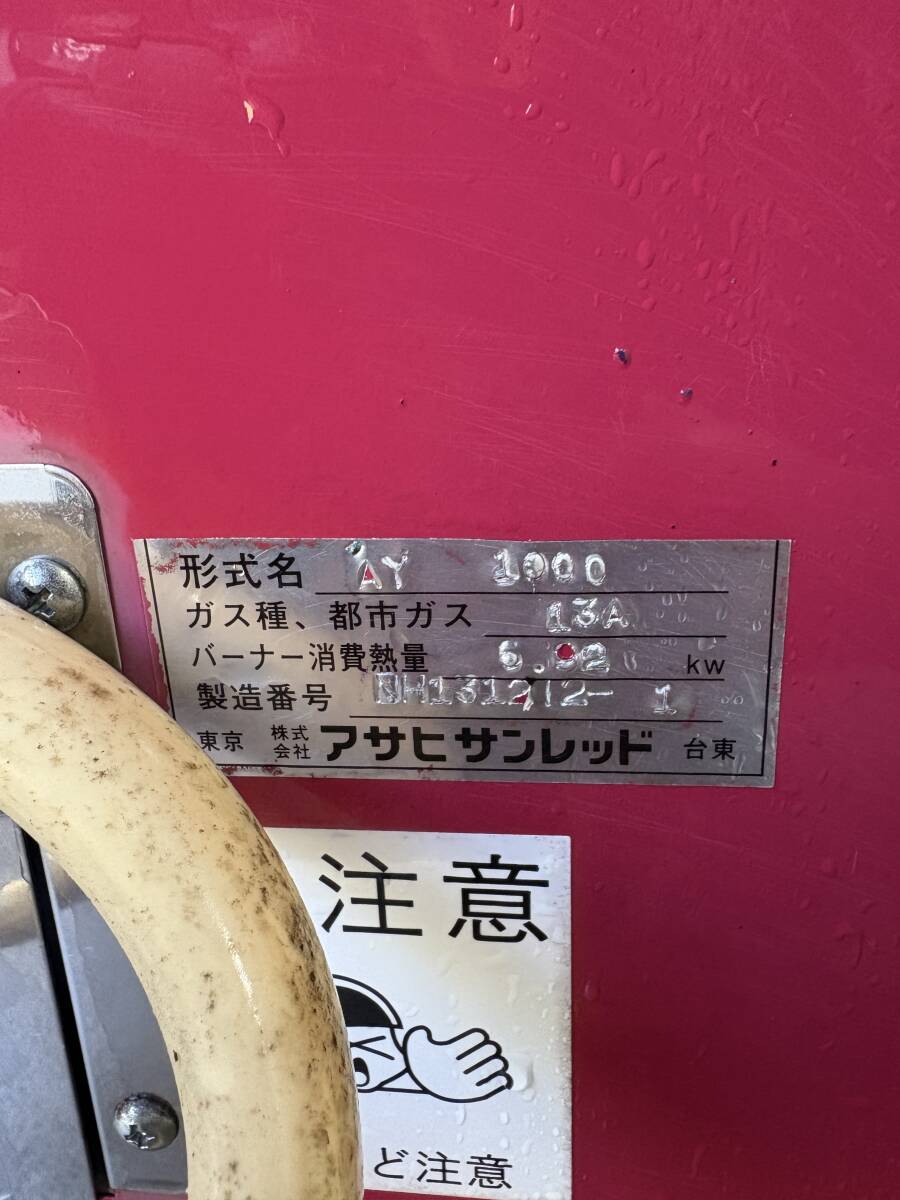 形式名 AY 1000
ガス種、都市ガス 13A
バーナー消費熱量 kw
製造番号 1
東京 株式会社 アサヒサンレッド 台東
注意
ど注意